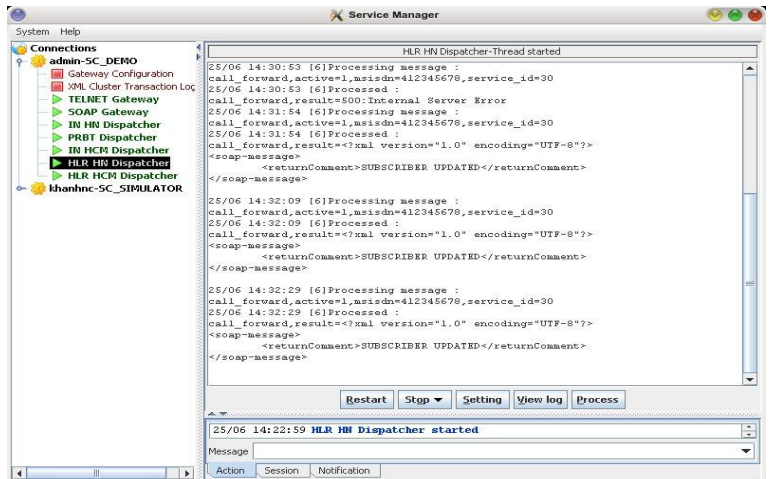 Service Manager
System Help
Connections
admin-SC_DEMO
Gateway Configuration
XML Cluster Transaction Log
TELNET Gateway
SOAP Gateway
IN HN Dispatcher
PRBT Dispatcher
IN HCM Dispatcher
HLR HN Dispatcher
HLR HCM Dispatcher
khanhnc-SC_SIMULATOR
HLR HN Dispatcher-Thread started
25/06 14:30:53 [6]Processing message :
call_forward,active=1,msisdn=412345678,service_id=30
25/06 14:30:53 [6]Processed :
call_forward,result=500:Internal Server Error
25/06 14:31:54 [6]Processing message :
call_forward,active=1,msisdn=412345678,service_id=30
25/06 14:31:54 [6]Processed :
call_forward,result=<?xml version="1.0" encoding="UTF-8"?>
<soap-message>
<returnComment>SUBSCRIBER UPDATED</returnComment>
</soap-message>
25/06 14:32:09 [6]Processing message :
call_forward,active=1,msisdn=412345678,service_id=30
25/06 14:32:09 [6]Processed :
call_forward,result=<?xml version="1.0" encoding="UTF-8"?>
<soap-message>
<returnComment>SUBSCRIBER UPDATED</returnComment>
</soap-message>
25/06 14:32:29 [6]Processing message :
call_forward,active=1,msisdn=412345678,service_id=30
25/06 14:32:29 [6]Processed :
call_forward,result=<?xml version="1.0" encoding="UTF-8"?>
<soap-message>
<returnComment>SUBSCRIBER UPDATED</returnComment>
</soap-message>
Restart Stop Setting View log Process
25/06 14:22:59 HLR HN Dispatcher started
Message
Action Session Notification